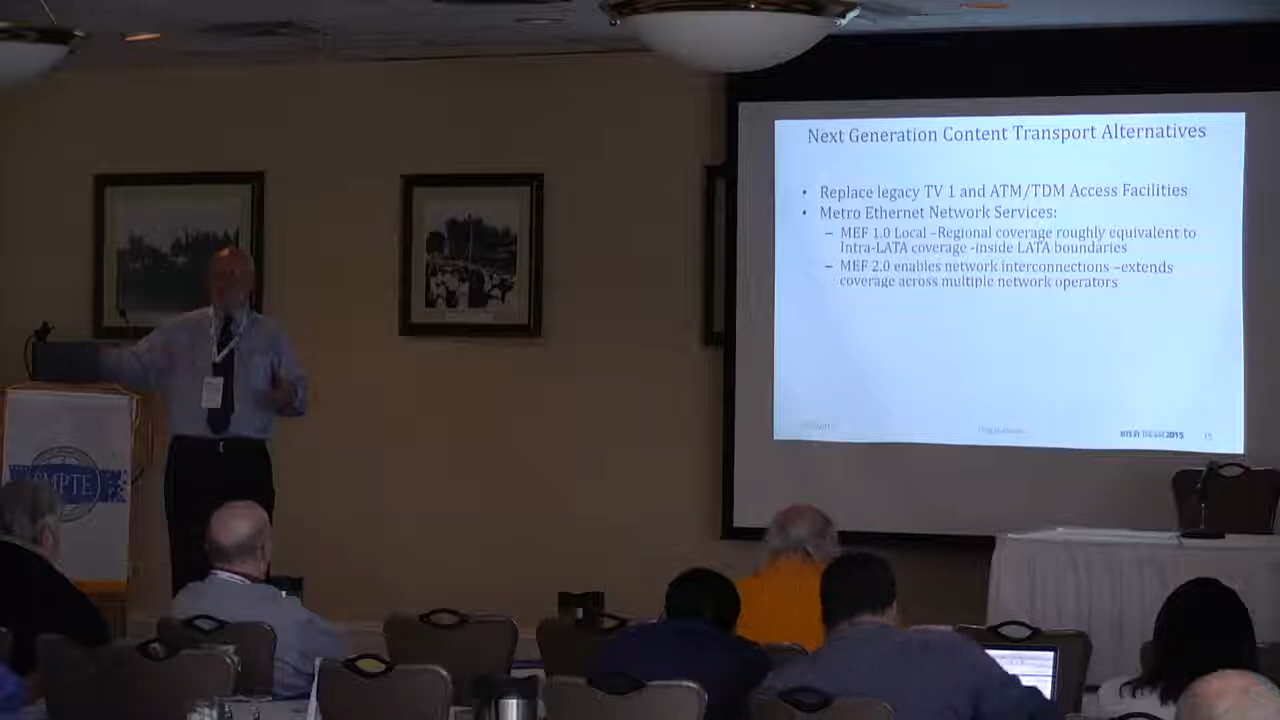 Next Generation Content Transport Alternatives
• Replace legacy TV 1 and ATM/TDM Access Facilities
• Metro Ethernet Network Services:
– MEF 1.0 Local –Regional coverage roughly equivalent to
Intra-LATA coverage -inside LATA boundaries
– MEF 2.0 enables network interconnections –extends
coverage across multiple network operators
2015
15
SMPTE